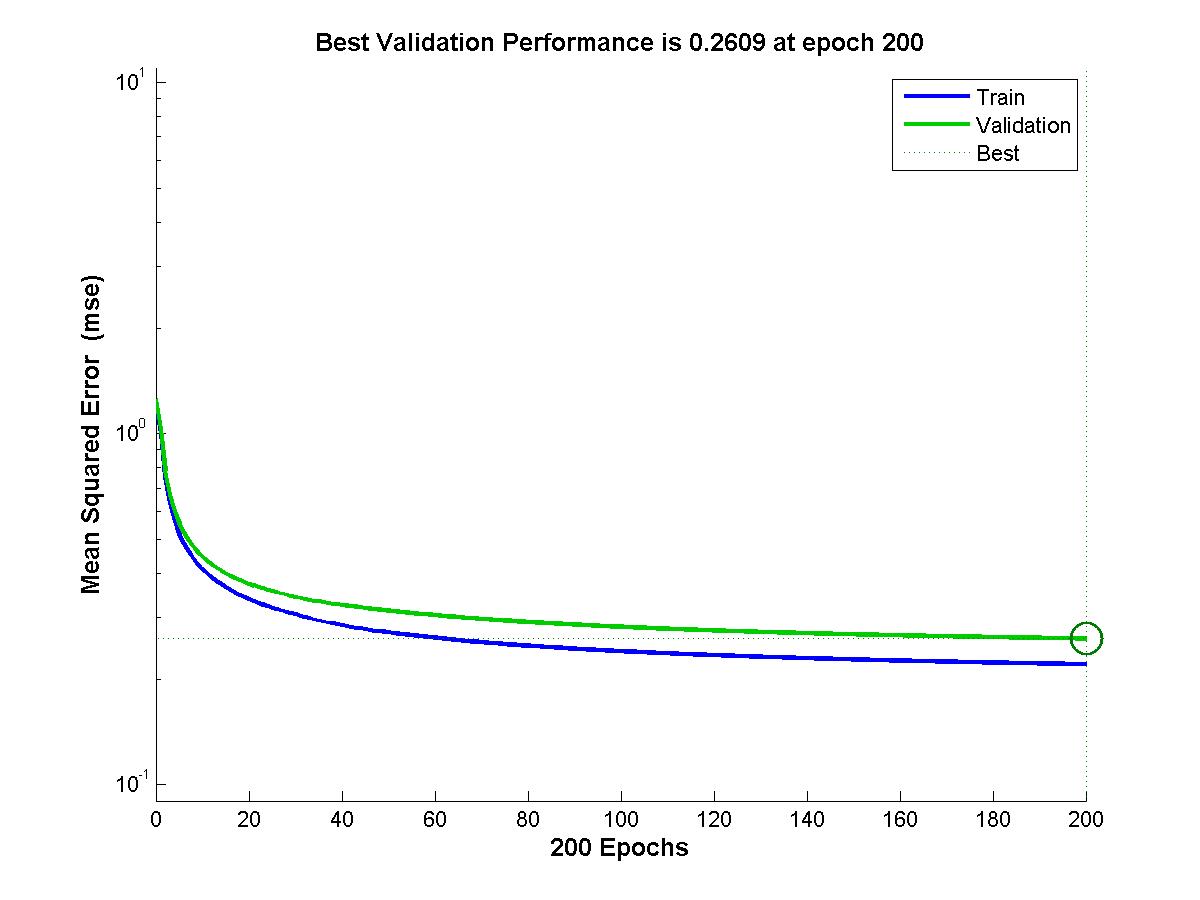 Best Validation Performance is 0.2609 at epoch 200
Train
Validation
Best
Mean Squared Error (mse)
10^1
10^0
10^-1
0 20 40 60 80 100 120 140 160 180 200
200 Epochs